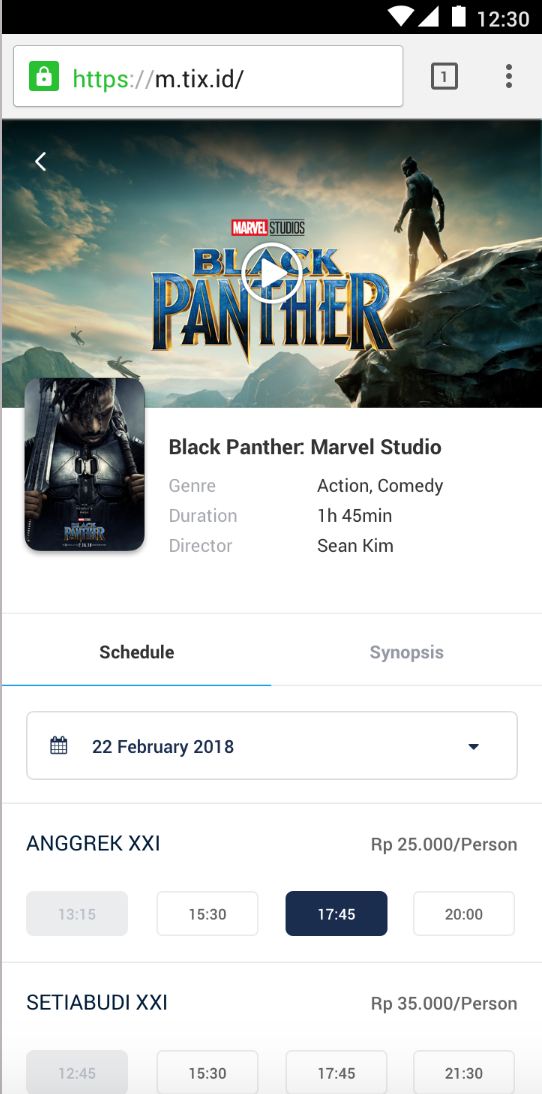 12:30
https://m.tix.id/
1
MARVEL STUDIOS
BLACK
PANTHER
Black Panther: Marvel Studio
Genre Action, Comedy
Duration 1h 45min
Director Sean Kim
BLACK
PANTHER
Schedule Synopsis
22 February 2018
ANGGREK XXI Rp 25.000/Person
13:15 15:30 17:45 20:00
SETIABUDI XXI Rp 35.000/Person
12:45 15:30 17:45 21:30